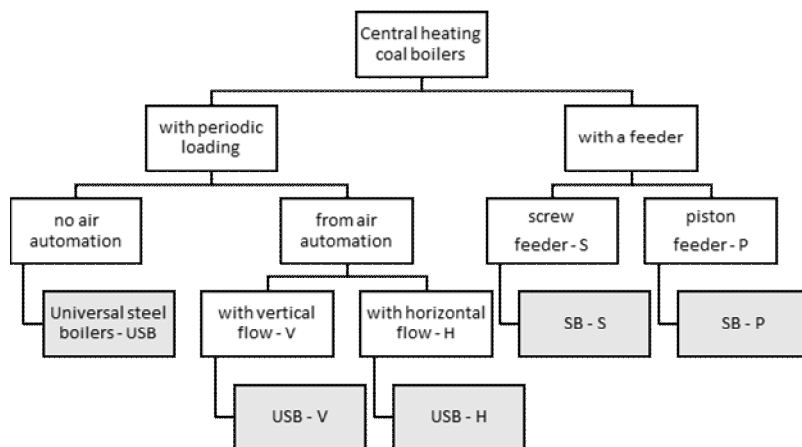 Central heating
coal boilers
with periodic
loading
with a feeder
no air
automation
from air
automation
screw
feeder - S
piston
feeder - P
Universal steel
boilers - USB
with vertical
flow - V
with horizontal
flow - H
SB - S
SB - P
USB - V
USB - H